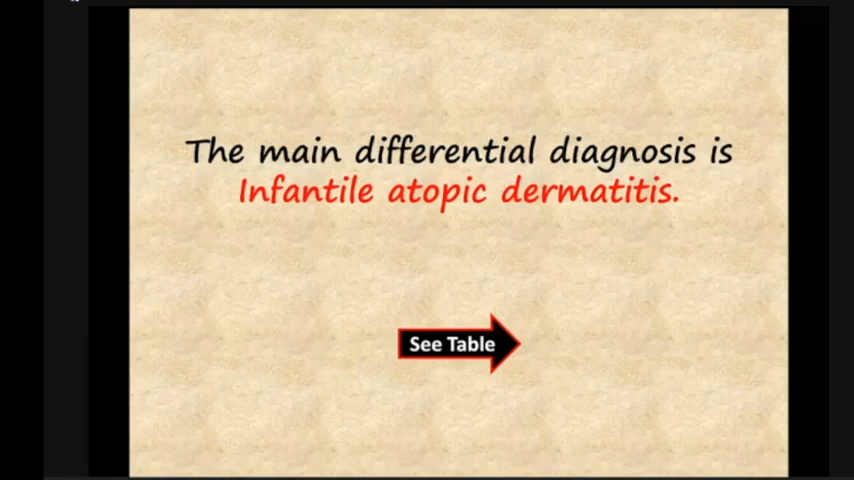 The main differential diagnosis is
Infantile atopic dermatitis.
See Table